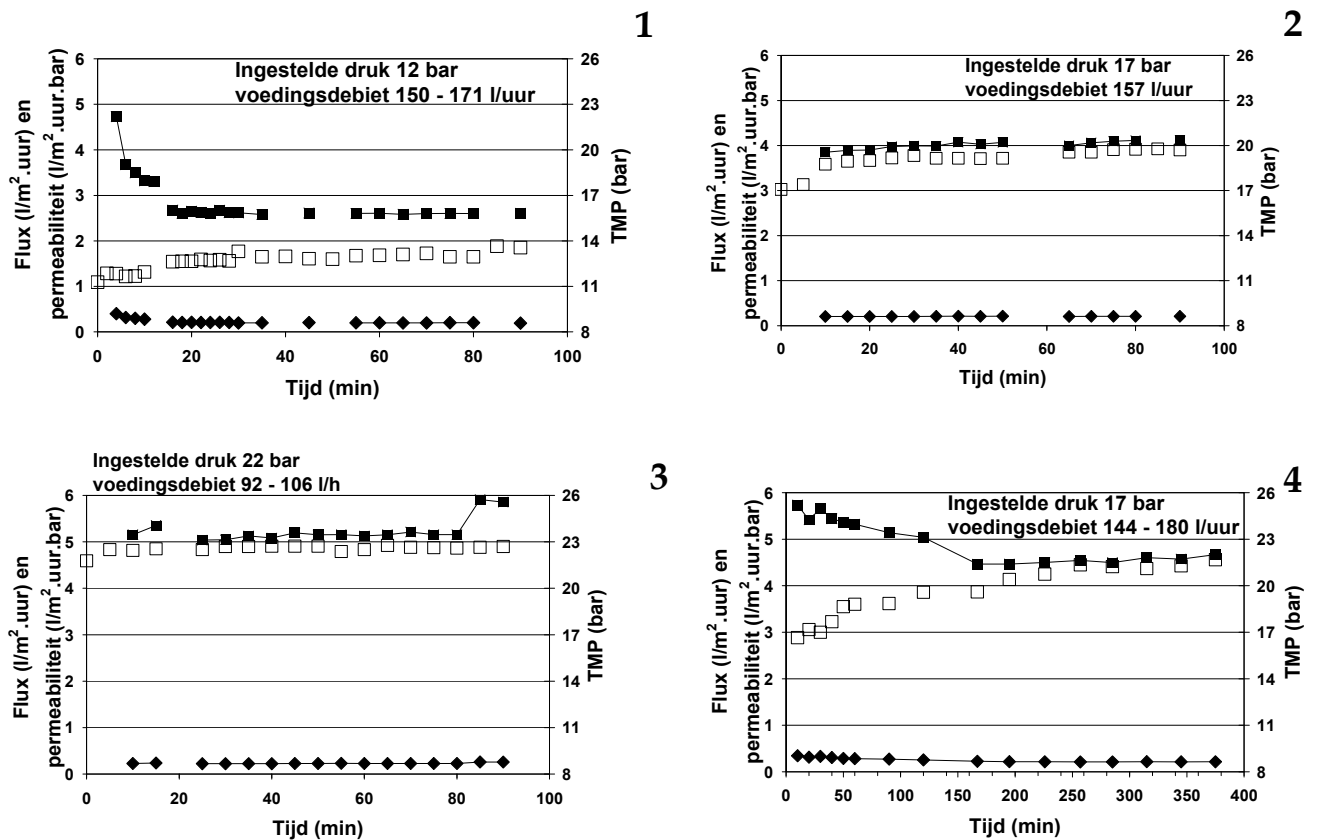 1
Ingestelde druk 12 bar
voedingsdebiet 150 - 171 l/uur
Flux (l/m².uur) en
permeabiliteit (l/m².uur.bar)
6
5
4
3
2
1
0
26
23
20
17
14
11
8
TMP (bar)
0 20 40 60 80 100
Tijd (min)
2
Ingestelde druk 17 bar
voedingsdebiet 157 l/uur
Flux (l/m².uur) en
permeabiliteit (l/m².uur.bar)
6
5
4
3
2
1
0
26
23
20
17
14
11
8
TMP (bar)
0 20 40 60 80 100
Tijd (min)
3
Ingestelde druk 22 bar
voedingsdebiet 92 - 106 l/h
Flux (l/m².uur) en
permeabiliteit (l/m².uur.bar)
6
5
4
3
2
1
0
26
23
20
17
14
11
8
TMP (bar)
0 20 40 60 80 100
Tijd (min)
4
Ingestelde druk 17 bar
voedingsdebiet 144 - 180 l/uur
Flux (l/m².uur) en
permeabiliteit (l/m².uur.bar)
6
5
4
3
2
1
0
26
23
20
17
14
11
8
TMP (bar)
0 50 100 150 200 250 300 350 400
Tijd (min)